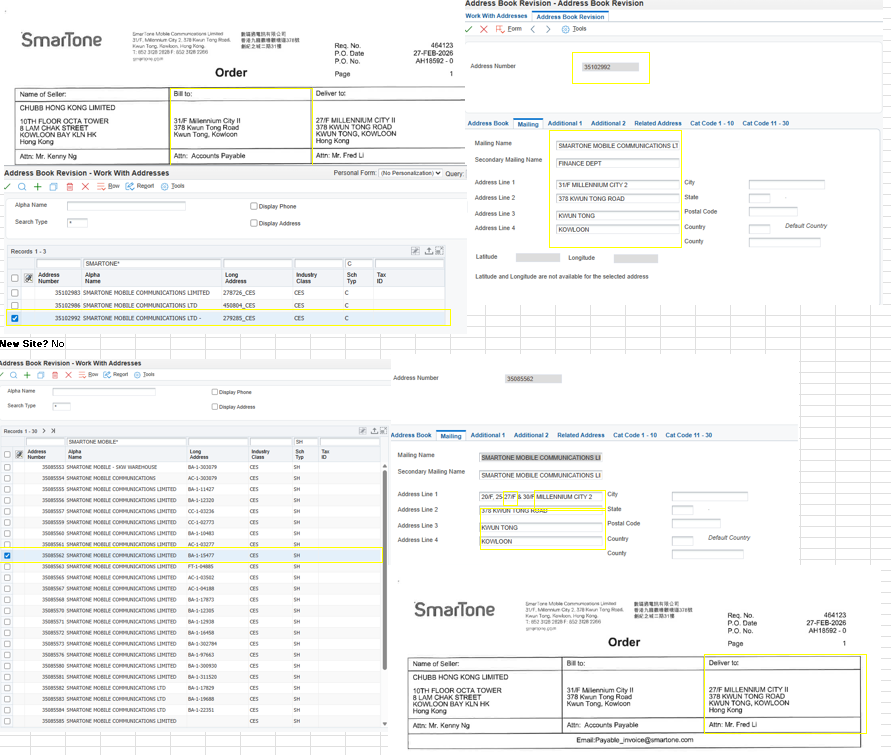 SmarTone
SmarTone Mobile Communications Limited
31/F, Millennium City 2, 378 Kwun Tong Road,
Kwun Tong, Kowloon, Hong Kong.
T: 852 3128 2828 F: 852 3128 2266
smartone.com
數碼通電訊有限公司
香港九龍觀塘觀塘道378號
創紀之城二期31樓
Req. No. 464123
P.O. Date 27-FEB-2026
P.O. No. AH18592 - 0
Order
Page 1
Name of Seller:
CHUBB HONG KONG LIMITED
10TH FLOOR OCTA TOWER
8 LAM CHAK STREET
KOWLOON BAY KLN HK
Hong Kong
Attn: Mr. Kenny Ng
Bill to:
31/F Millennium City II
378 Kwun Tong Road
Kwun Tong, Kowloon
Attn: Accounts Payable
Deliver to:
27/F MILLENNIUM CITY II
378 KWUN TONG ROAD
KWUN TONG, KOWLOON
Hong Kong
Attn: Mr. Fred Li
Address Book Revision - Address Book Revision
Work With Addresses Address Book Revision
Form Tools
Address Number 35102992
Address Book Mailing Additional 1 Additional 2 Related Address Cat Code 1 - 10 Cat Code 11 - 30
Mailing Name SMARTONE MOBILE COMMUNICATIONS LT
Secondary Mailing Name FINANCE DEPT
Address Line 1 31/F MILLENNIUM CITY 2 City
Address Line 2 378 KWUN TONG ROAD State
Address Line 3 KWUN TONG Postal Code
Address Line 4 KOWLOON Country Default Country
County
Latitude Longitude
Latitude and Longitude are not available for the selected address
Address Book Revision - Work With Addresses
Personal Form: (No Personalization) Query:
Row Report Tools
Alpha Name Display Phone
Search Type * Display Address
Records 1 - 3
SMARTONE* C
Address Number Alpha Name Long Address Industry Class Sch Typ Tax ID
35102983 SMARTONE MOBILE COMMUNICATIONS LIMITED 278726_CES CES C
35102986 SMARTONE MOBILE COMMUNICATIONS LTD 450804_CES CES C
35102992 SMARTONE MOBILE COMMUNICATIONS LTD - 279285_CES CES C
New Site? No
Address Book Revision - Work With Addresses
Row Report Tools
Alpha Name Display Phone
Search Type * Display Address
Records 1 - 30
SMARTONE MOBILE* SH
Address Number Alpha Name Long Address Industry Class Sch Typ Tax ID
35085553 SMARTONE MOBILE - SKW WAREHOUSE BA-1-303079 CES SH
35085554 SMARTONE MOBILE COMMUNICATIONS AC-1-303079 CES SH
35085555 SMARTONE MOBILE COMMUNICATIONS LIMITED BA-1-11427 CES SH
35085556 SMARTONE MOBILE COMMUNICATIONS LIMITED BA-1-12320 CES SH
35085557 SMARTONE MOBILE COMMUNICATIONS LIMITED CC-1-03236 CES SH
35085559 SMARTONE MOBILE COMMUNICATIONS LIMITED CC-1-02773 CES SH
35085560 SMARTONE MOBILE COMMUNICATIONS LIMITED BA-1-10483 CES SH
35085561 SMARTONE MOBILE COMMUNICATIONS LIMITED AC-1-03277 CES SH
35085562 SMARTONE MOBILE COMMUNICATIONS LIMITED BA-1-15477 CES SH
35085563 SMARTONE MOBILE COMMUNICATIONS LIMITED FT-1-04885 CES SH
35085566 SMARTONE MOBILE COMMUNICATIONS LIMITED AC-1-03502 CES SH
35085567 SMARTONE MOBILE COMMUNICATIONS LIMITED AC-1-04188 CES SH
35085568 SMARTONE MOBILE COMMUNICATIONS LIMITED BA-1-17873 CES SH
35085570 SMARTONE MOBILE COMMUNICATIONS LIMITED BA-1-12305 CES SH
35085571 SMARTONE MOBILE COMMUNICATIONS LIMITED BA-1-12938 CES SH
35085572 SMARTONE MOBILE COMMUNICATIONS LIMITED BA-1-16458 CES SH
35085573 SMARTONE MOBILE COMMUNICATIONS LIMITED BA-1-302784 CES SH
35085576 SMARTONE MOBILE COMMUNICATIONS LIMITED BA-1-97663 CES SH
35085580 SMARTONE MOBILE COMMUNICATIONS LIMITED BA-1-300930 CES SH
35085581 SMARTONE MOBILE COMMUNICATIONS LIMITED BA-1-311520 CES SH
35085582 SMARTONE MOBILE COMMUNICATIONS LTD BA-1-17829 CES SH
35085583 SMARTONE MOBILE COMMUNICATIONS LTD BA-1-19688 CES SH
35085584 SMARTONE MOBILE COMMUNICATIONS LTD BA-1-22351 CES SH
35085585 SMARTONE MOBILE COMMUNICATIONS LIMITED CES SH
Address Number 35085562
Address Book Mailing Additional 1 Additional 2 Related Address Cat Code 1 - 10 Cat Code 11 - 30
Mailing Name SMARTONE MOBILE COMMUNICATIONS LI
Secondary Mailing Name SMARTONE MOBILE COMMUNICATIONS LI
Address Line 1 20/F, 25-27/F & 30/F MILLENNIUM CITY 2 City
Address Line 2 378 KWUN TONG ROAD State
Address Line 3 KWUN TONG Postal Code
Address Line 4 KOWLOON Country Default Country
County
SmarTone
SmarTone Mobile Communications Limited
31/F, Millennium City 2, 378 Kwun Tong Road,
Kwun Tong, Kowloon, Hong Kong.
T: 852 3128 2828 F: 852 3128 2266
smartone.com
數碼通電訊有限公司
香港九龍觀塘觀塘道378號
創紀之城二期31樓
Req. No. 464123
P.O. Date 27-FEB-2026
P.O. No. AH18592 - 0
Order
Page 1
Name of Seller:
CHUBB HONG KONG LIMITED
10TH FLOOR OCTA TOWER
8 LAM CHAK STREET
KOWLOON BAY KLN HK
Hong Kong
Attn: Mr. Kenny Ng
Bill to:
31/F Millennium City II
378 Kwun Tong Road
Kwun Tong, Kowloon
Attn: Accounts Payable
Deliver to:
27/F MILLENNIUM CITY II
378 KWUN TONG ROAD
KWUN TONG, KOWLOON
Hong Kong
Attn: Mr. Fred Li
Email:Payable_invoice@smartone.com